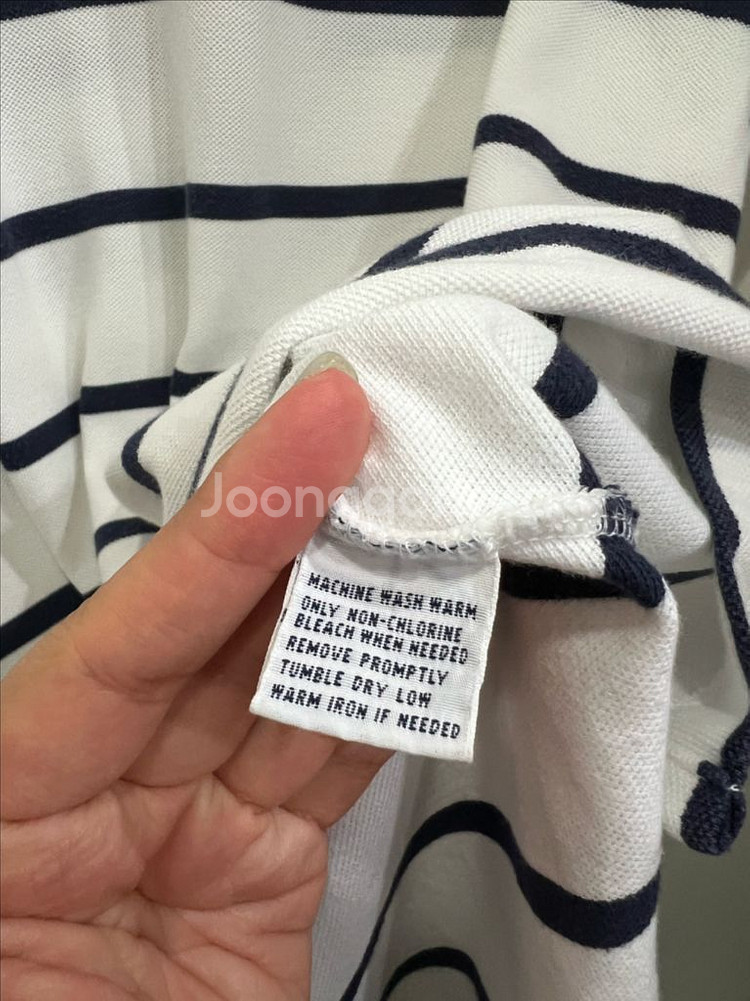 MACHINE WASH WARM
ONLY NON-CHLORINE
BLEACH WHEN NEEDED
REMOVE PROMPTLY
TUMBLE DRY LOW
WARM IRON IF NEEDED